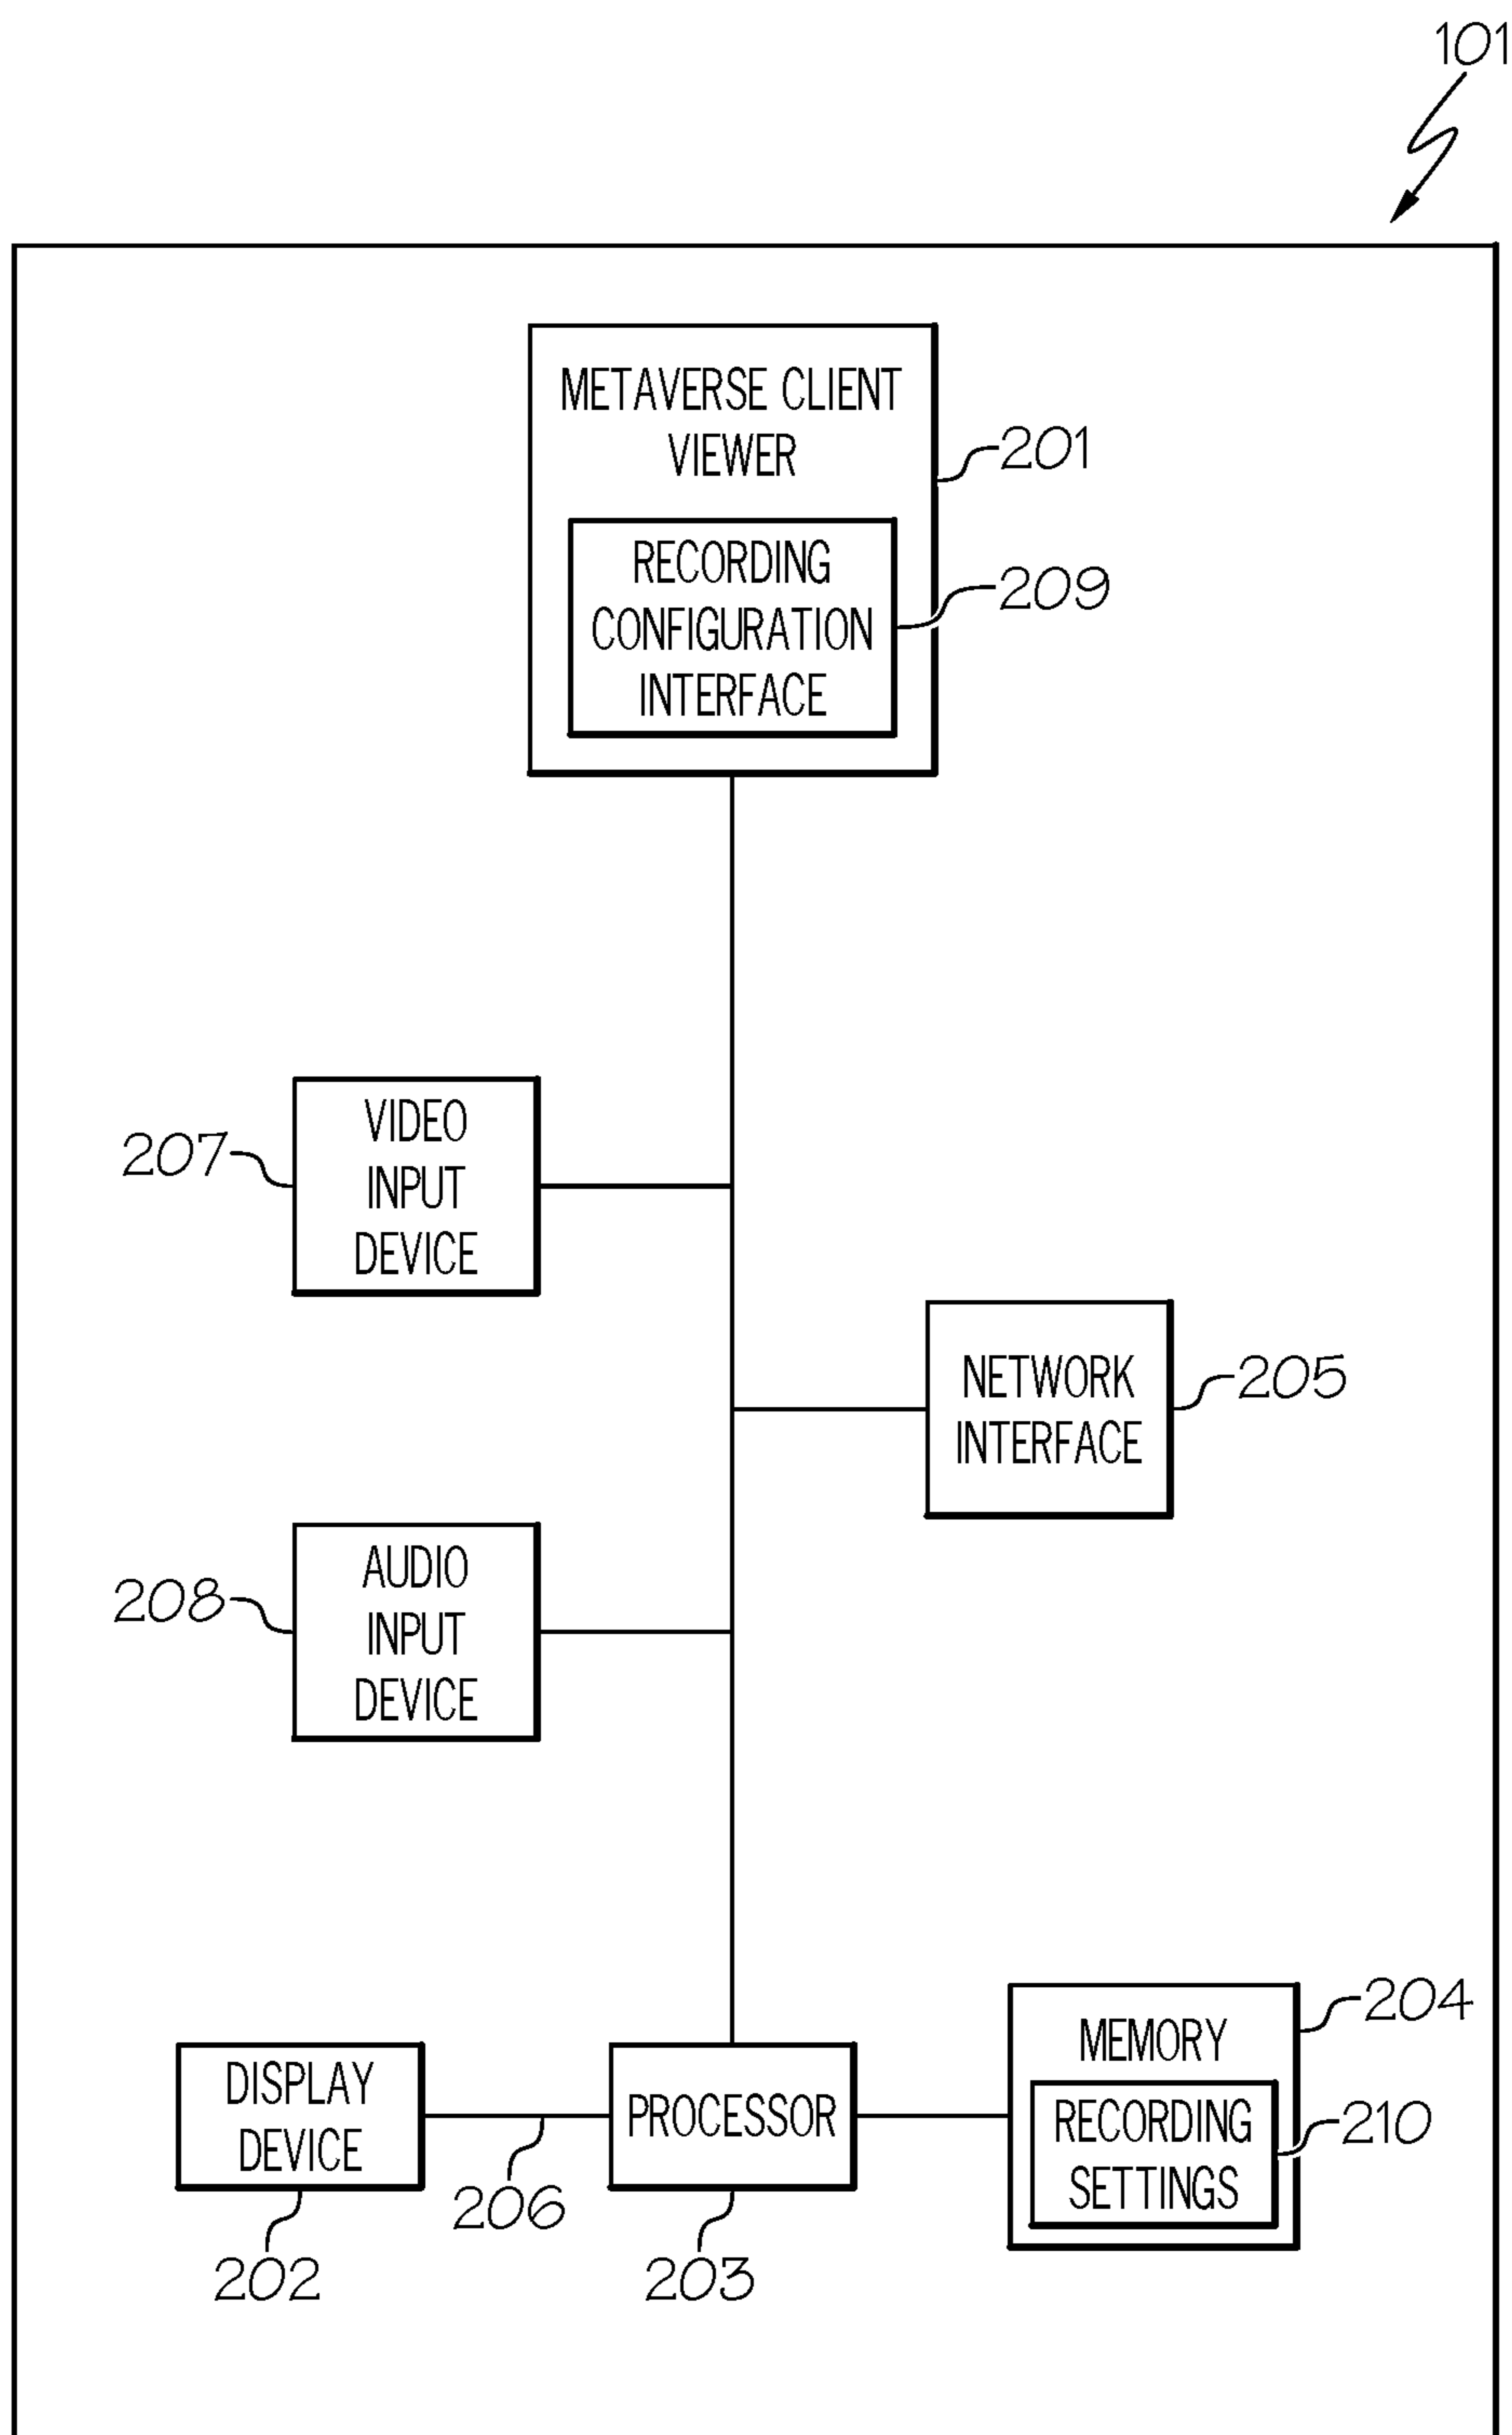 101
METAVERSE CLIENT
VIEWER
201
RECORDING
CONFIGURATION
INTERFACE
209
VIDEO
INPUT
DEVICE
207
NETWORK
INTERFACE
205
AUDIO
INPUT
DEVICE
208
MEMORY
204
DISPLAY
DEVICE
PROCESSOR
RECORDING
SETTINGS
210
206
202
203